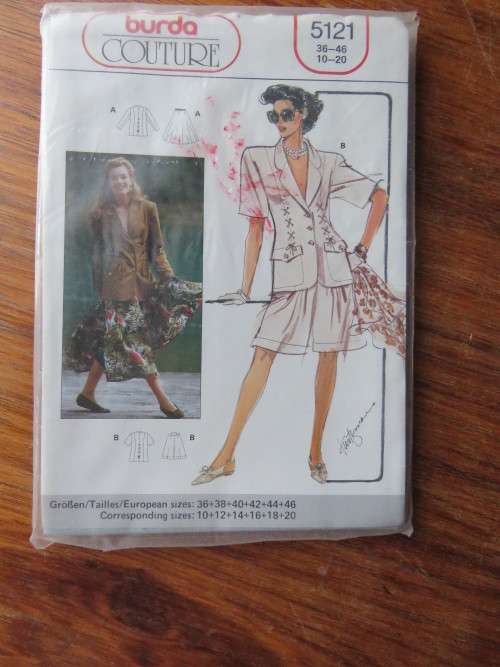 burda
COUTURE
5121
36-46
10-20
A
A
B
B
B
Größen/Tailles/European sizes: 36+38+40+42+44+46
Corresponding sizes: 10+12+14+16+18+20